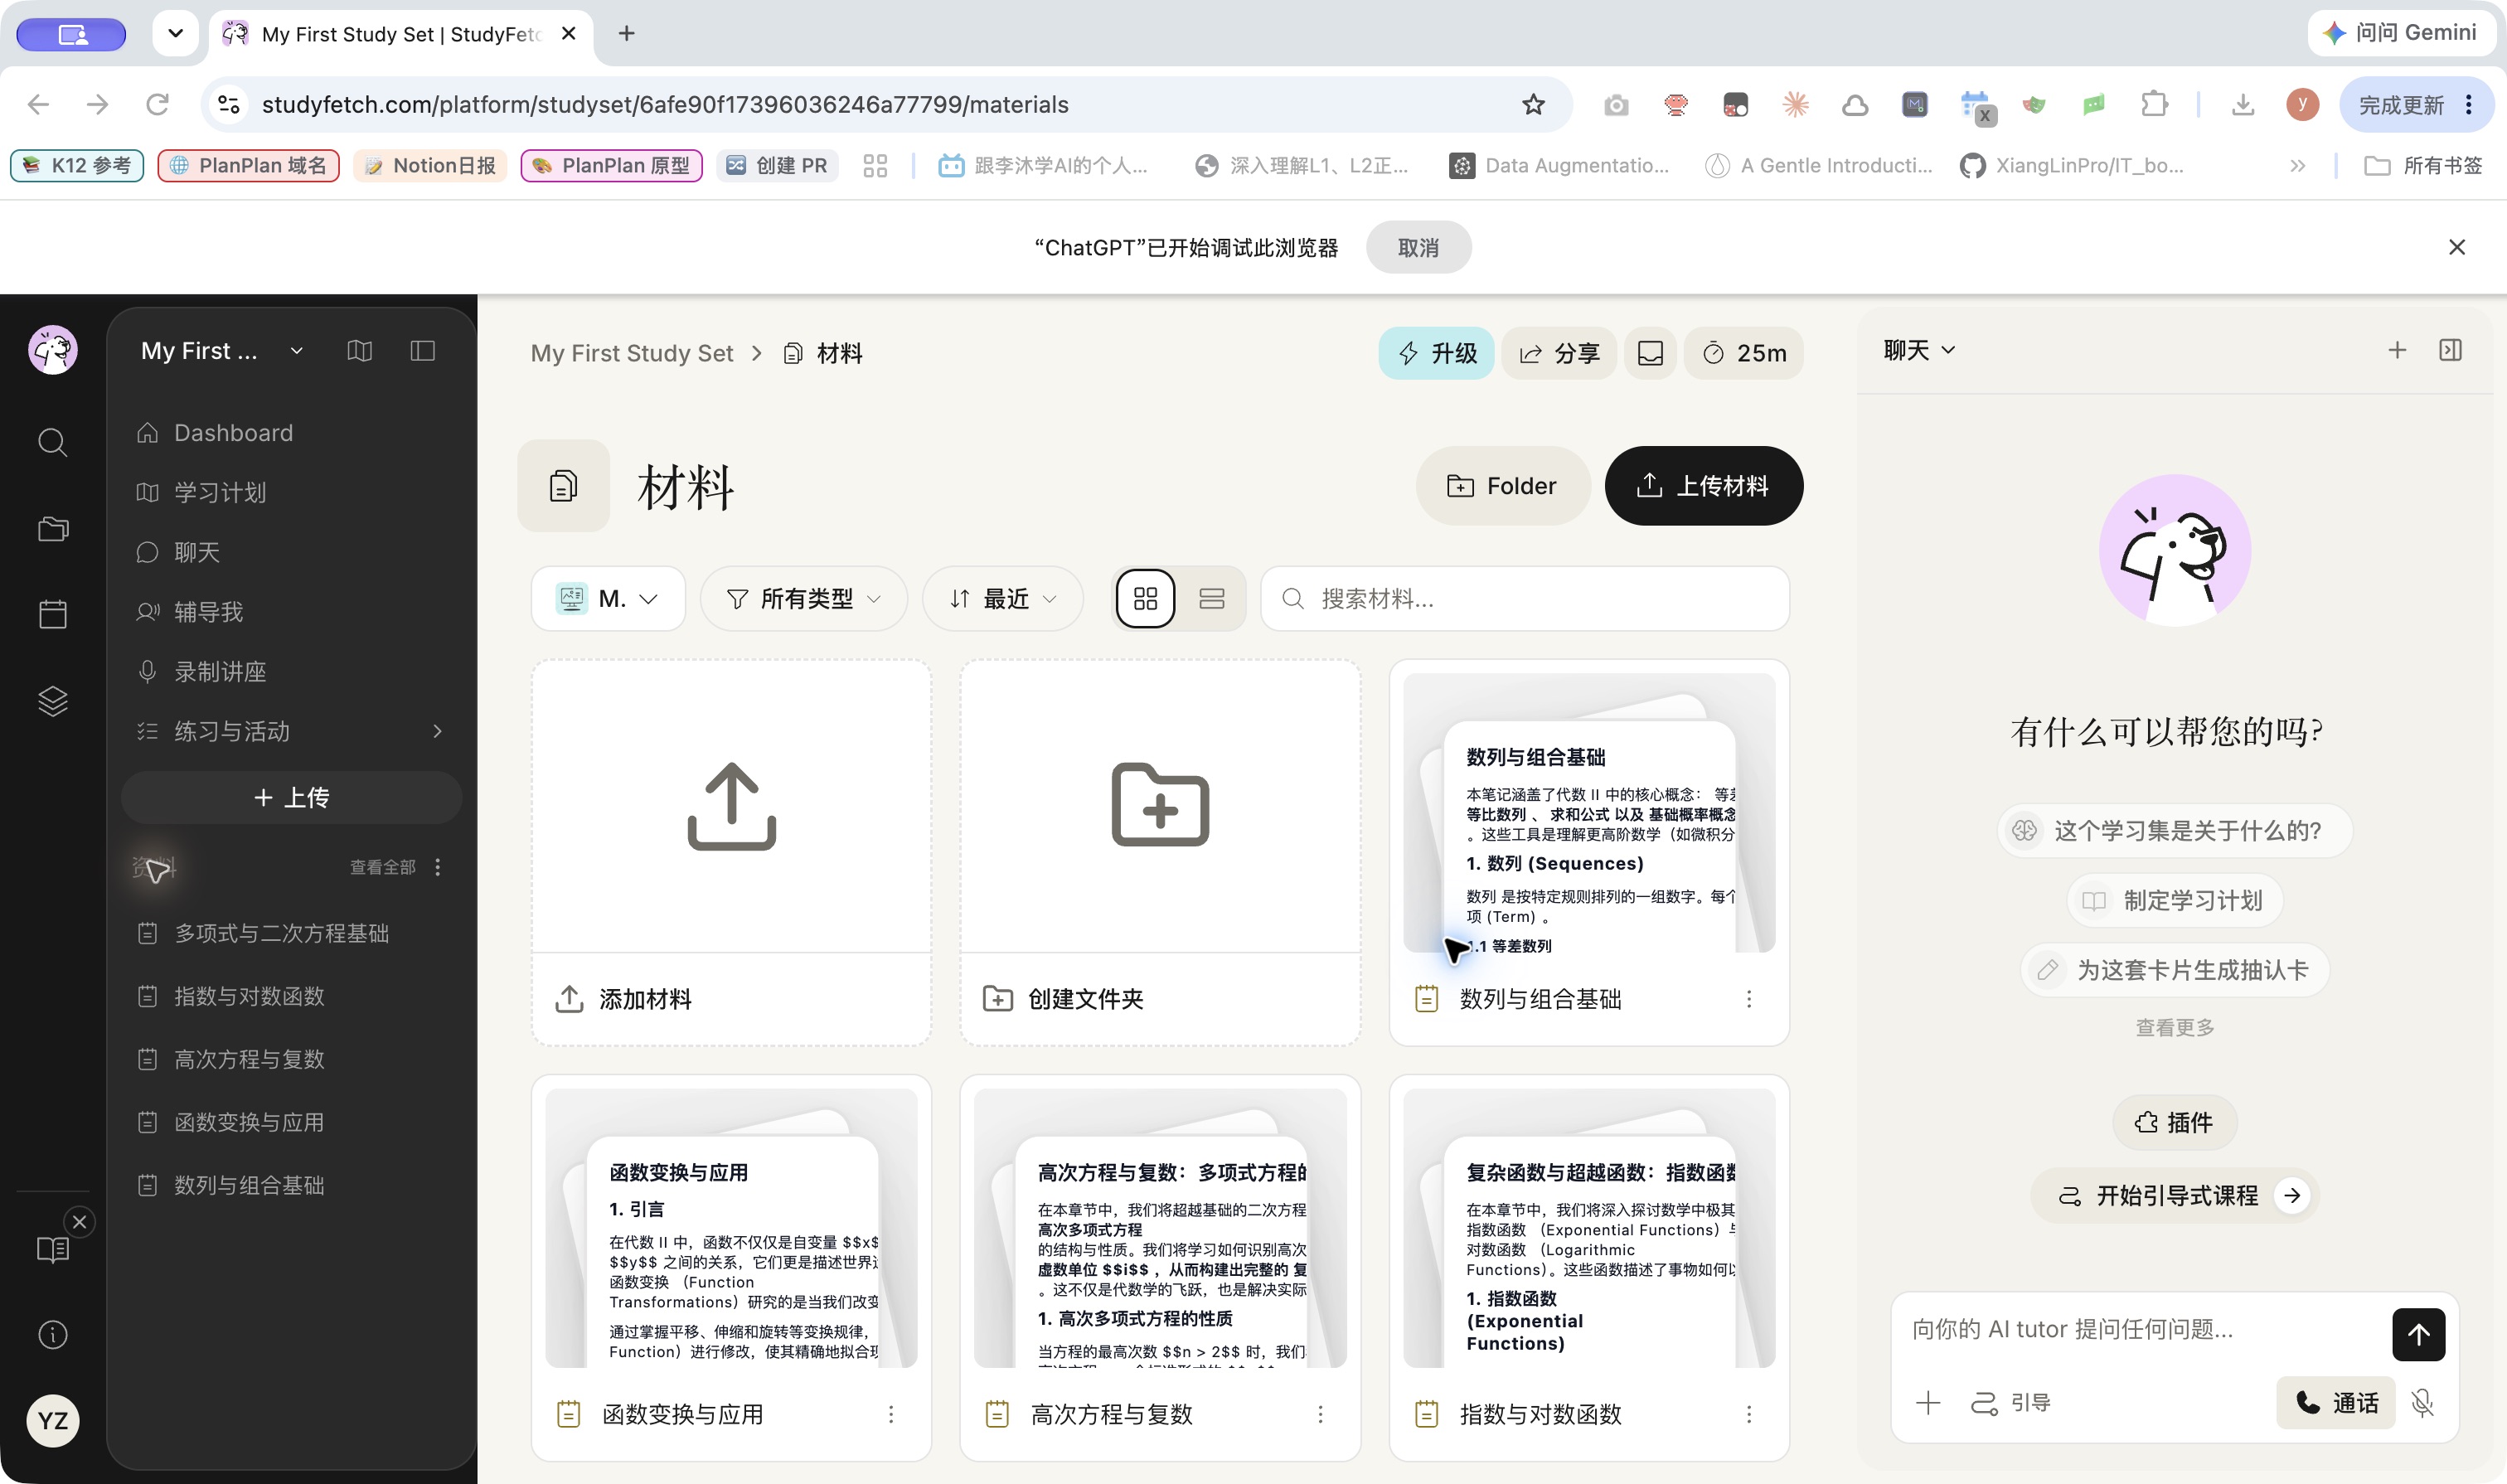 My First Study Set | StudyFetc
问问 Gemini
studyfetch.com/platform/studyset/6afe90f17396036246a77799/materials
X
y
完成更新
K12 参考
PlanPlan 域名
Notion日报
PlanPlan 原型
创建 PR
跟李沐学AI的个人...
深入理解L1、L2正...
Data Augmentatio...
A Gentle Introducti...
XiangLinPro/IT_bo...
所有书签
“ChatGPT”已开始调试此浏览器
取消
My First ...
Dashboard
学习计划
聊天
辅导我
录制讲座
练习与活动
+ 上传
资料
查看全部
多项式与二次方程基础
指数与对数函数
高次方程与复数
函数变换与应用
数列与组合基础
YZ
My First Study Set
材料
升级
分享
25m
材料
Folder
上传材料
M.
所有类型
最近
搜索材料...
添加材料
创建文件夹
数列与组合基础
本笔记涵盖了代数 II 中的核心概念： 等
等比数列 、 求和公式 以及 基础概率概念
。这些工具是理解更高阶数学（如微积分
1. 数列 (Sequences)
数列 是按特定规则排列的一组数字。每个
项 (Term) 。
.1 等差数列
数列与组合基础
函数变换与应用
1. 引言
在代数 II 中，函数不仅仅是自变量 $$x$
$$y$$ 之间的关系，它们更是描述世界
函数变换 （Function
Transformations）研究的是当我们改变
通过掌握平移、伸缩和旋转等变换规律，
Function）进行修改，使其精确地拟合现
函数变换与应用
高次方程与复数：多项式方程的
在本章节中，我们将超越基础的二次方程
高次多项式方程
的结构与性质。我们将学习如何识别高次
虚数单位 $$i$$ ，从而构建出完整的 复
。这不仅是代数学的飞跃，也是解决实际
1. 高次多项式方程的性质
当方程的最高次数 $$n > 2$$ 时，我们
高次方程与复数
复杂函数与超越函数：指数函数
在本章节中，我们将深入探讨数学中极其
指数函数 （Exponential Functions）与
对数函数 （Logarithmic
Functions）。这些函数描述了事物如何以
1. 指数函数
(Exponential
Functions)
指数与对数函数
聊天
有什么可以帮您的吗?
这个学习集是关于什么的?
制定学习计划
为这套卡片生成抽认卡
查看更多
插件
开始引导式课程
向你的 AI tutor 提问任何问题...
引导
通话